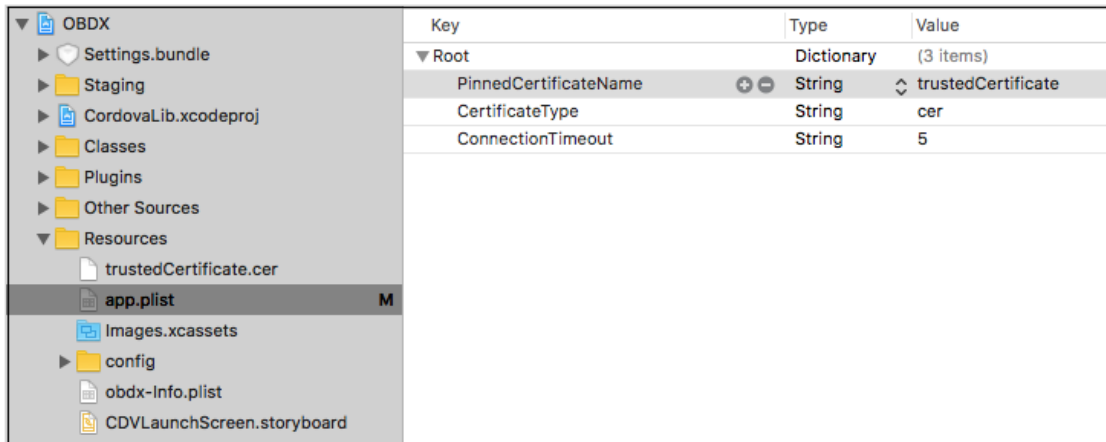 OBDX
Settings.bundle
Staging
CordovaLib.xcodeproj
Classes
Plugins
Other Sources
Resources
trustedCertificate.cer
app.plist M
Images.xcassets
config
obdx-Info.plist
CDVLaunchScreen.storyboard
Key Type Value
Root Dictionary (3 items)
PinnedCertificateName String trustedCertificate
CertificateType String cer
ConnectionTimeout String 5